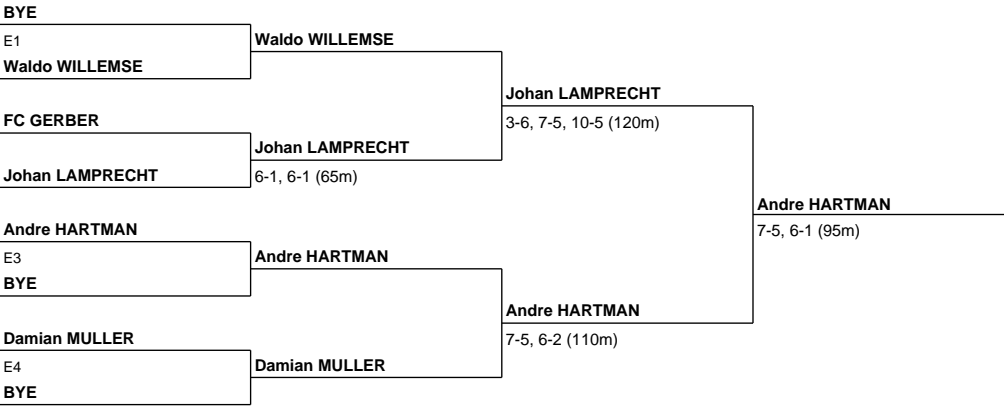 BYE
E1
Waldo WILLEMSE
Waldo WILLEMSE
FC GERBER
Johan LAMPRECHT
Johan LAMPRECHT
6-1, 6-1 (65m)
Johan LAMPRECHT
3-6, 7-5, 10-5 (120m)
Andre HARTMAN
E3
BYE
Andre HARTMAN
Damian MULLER
E4
BYE
Damian MULLER
Andre HARTMAN
7-5, 6-2 (110m)
Andre HARTMAN
7-5, 6-1 (95m)